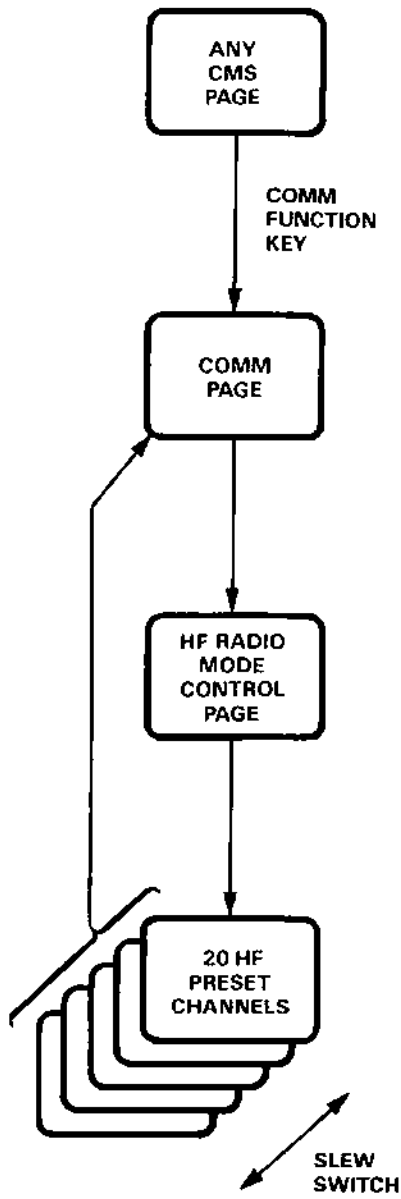 ANY
CMS
PAGE
COMM
FUNCTION
KEY
COMM
PAGE
HF RADIO
MODE
CONTROL
PAGE
20 HF
PRESET
CHANNELS
SLEW
SWITCH